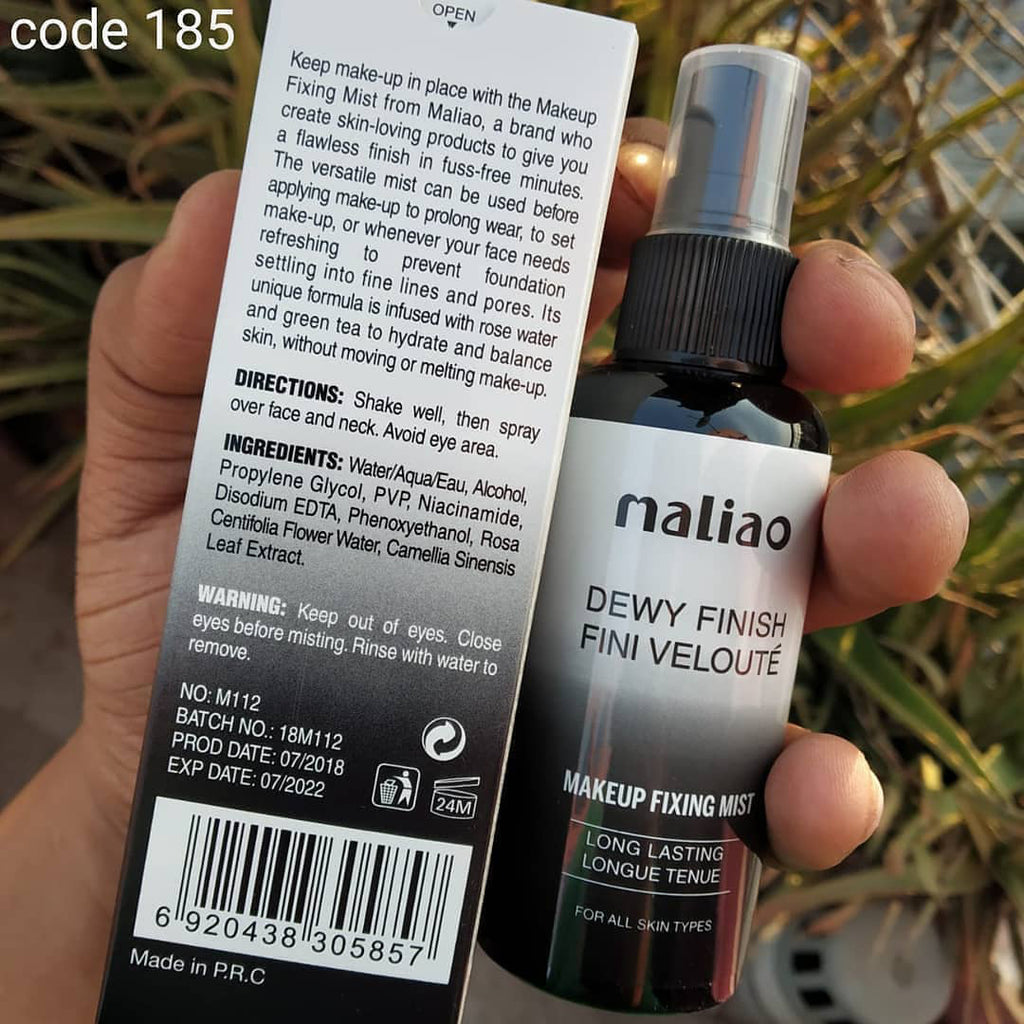 code 185
OPEN
Keep make-up in place with the Makeup
Fixing Mist from Maliao, a brand who
create skin-loving products to give you
a flawless finish in fuss-free minutes.
The versatile mist can be used before
applying make-up to prolong wear, to set
make-up, or whenever your face needs
refreshing to prevent foundation
settling into fine lines and pores. Its
unique formula is infused with rose water
and green tea to hydrate and balance
skin, without moving or melting make-up.
DIRECTIONS: Shake well, then spray
over face and neck. Avoid eye area.
INGREDIENTS: Water/Aqua/Eau, Alcohol,
Propylene Glycol, PVP, Niacinamide,
Disodium EDTA, Phenoxyethanol, Rosa
Centifolia Flower Water, Camellia Sinensis
Leaf Extract.
WARNING: Keep out of eyes. Close
eyes before misting. Rinse with water to
remove.
NO: M112
BATCH NO.: 18M112
PROD DATE: 07/2018
EXP DATE: 07/2022
24M
6 920438 305857
Made in P.R.C
maliao
DEWY FINISH
FINI VELOUTÉ
MAKEUP FIXING MIST
LONG LASTING
LONGUE TENUE
FOR ALL SKIN TYPES